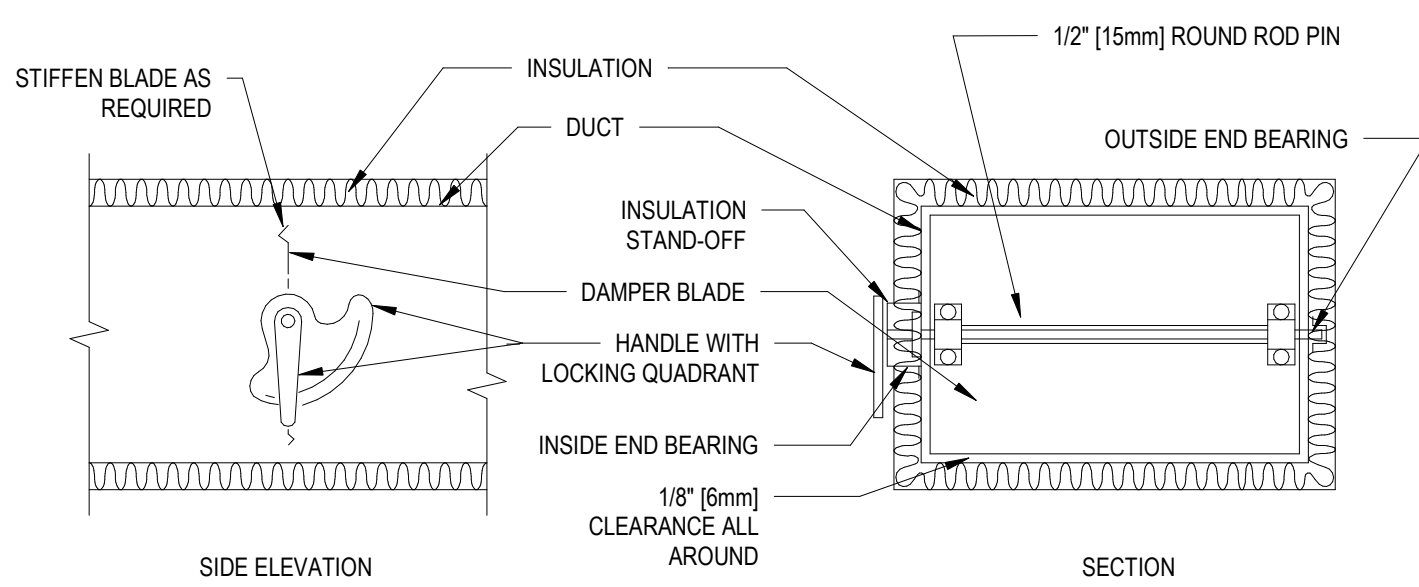 1/2" [15mm] ROUND ROD PIN
STIFFEN BLADE AS
REQUIRED
INSULATION
DUCT
OUTSIDE END BEARING
INSULATION
STAND-OFF
DAMPER BLADE
HANDLE WITH
LOCKING QUADRANT
INSIDE END BEARING
1/8" [6mm]
CLEARANCE ALL
AROUND
SIDE ELEVATION
SECTION